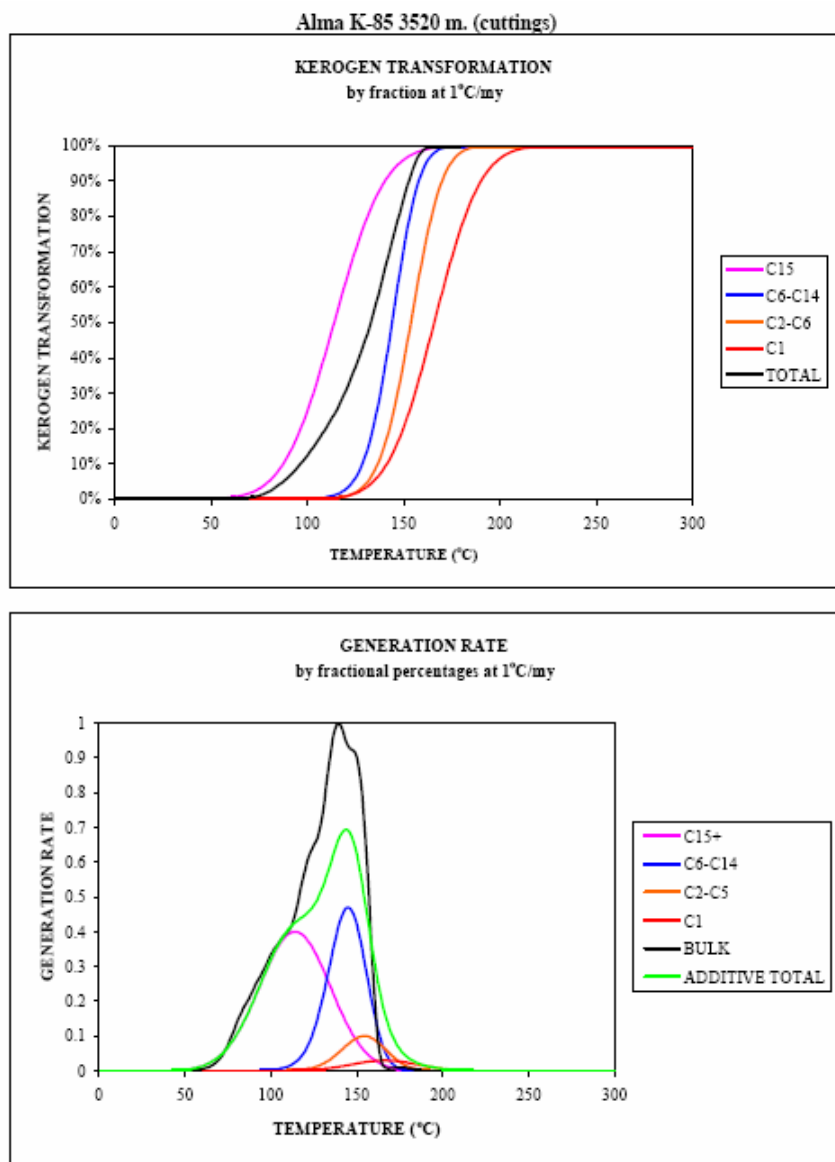 Alma K-85 3520 m. (cuttings)
KEROGEN TRANSFORMATION
by fraction at 1°C/my
KEROGEN TRANSFORMATION
100%
90%
80%
70%
60%
50%
40%
30%
20%
10%
0%
0 50 100 150 200 250 300
TEMPERATURE (°C)
C15
C6-C14
C2-C6
C1
TOTAL
GENERATION RATE
by fractional percentages at 1°C/my
GENERATION RATE
1
0.9
0.8
0.7
0.6
0.5
0.4
0.3
0.2
0.1
0
0 50 100 150 200 250 300
TEMPERATURE (°C)
C15+
C6-C14
C2-C5
C1
BULK
ADDITIVE TOTAL